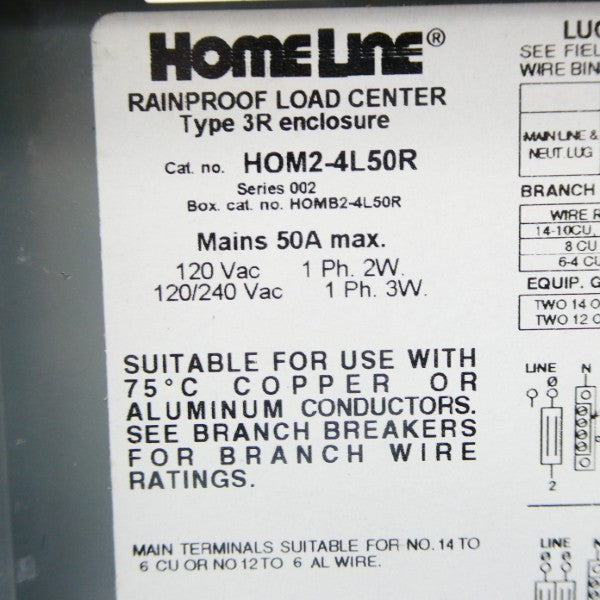 HOMELINE®
RAINPROOF LOAD CENTER
Type 3R enclosure
Cat. no. HOM2-4L50R
Series 002
Box. cat. no. HOMB2-4L50R
Mains 50A max.
120 Vac 1 Ph. 2W.
120/240 Vac 1 Ph. 3W.
SUITABLE FOR USE WITH
75°C COPPER OR
ALUMINUM CONDUCTORS.
SEE BRANCH BREAKERS
FOR BRANCH WIRE
RATINGS.
MAIN TERMINALS SUITABLE FOR NO. 14 TO
6 CU OR NO 12 TO 6 AL WIRE.
SEE
WIRE
MAIN LINE &
NEUT. LUG
BRANCH
WIRE
14-10CU,
8 CU
6-4
EQUIP.
TWO 14
TWO 12
LINE N
2
LINE